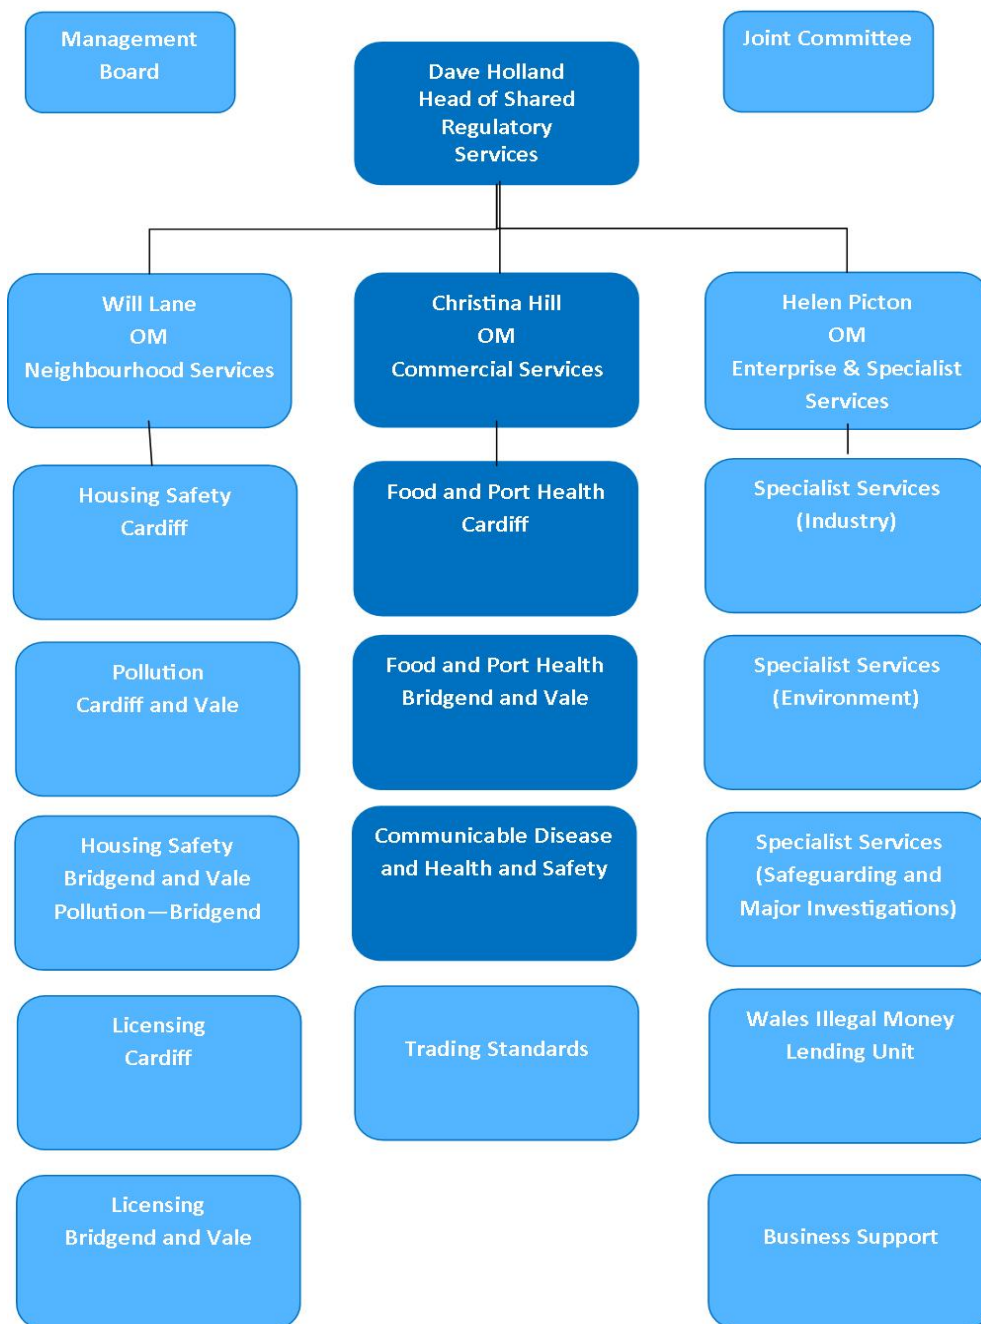 Management
Board
Joint Committee
Dave Holland
Head of Shared
Regulatory
Services
Will Lane
OM
Neighbourhood Services
Christina Hill
OM
Commercial Services
Helen Picton
OM
Enterprise & Specialist
Services
Housing Safety
Cardiff
Food and Port Health
Cardiff
Specialist Services
(Industry)
Pollution
Cardiff and Vale
Food and Port Health
Bridgend and Vale
Specialist Services
(Environment)
Housing Safety
Bridgend and Vale
Pollution—Bridgend
Communicable Disease
and Health and Safety
Specialist Services
(Safeguarding and
Major Investigations)
Licensing
Cardiff
Trading Standards
Wales Illegal Money
Lending Unit
Licensing
Bridgend and Vale
Business Support